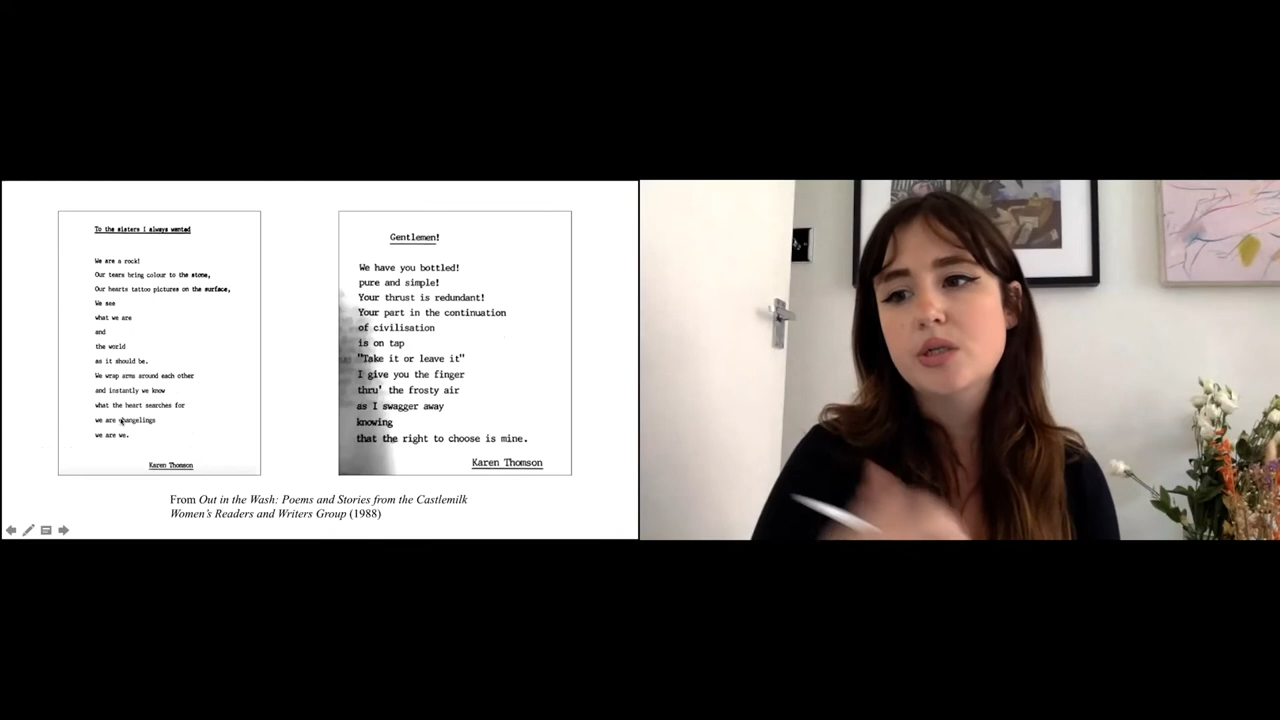 To the sisters I always wanted
We are a rock!
Our tears bring colour to the stone,
Our hearts tattoo pictures on the surface,
We see
what we are
and
the world
as it should be.
We wrap arms around each other
and instantly we know
what the heart searches for
we are changelings
we are we.
Karen Thomson
Gentlemen!
We have you bottled!
pure and simple!
Your thrust is redundant!
Your part in the continuation
of civilisation
is on tap
"Take it or leave it"
I give you the finger
thru' the frosty air
as I swagger away
knowing
that the right to choose is mine.
Karen Thomson
From Out in the Wash: Poems and Stories from the Castlemilk
Women's Readers and Writers Group (1988)